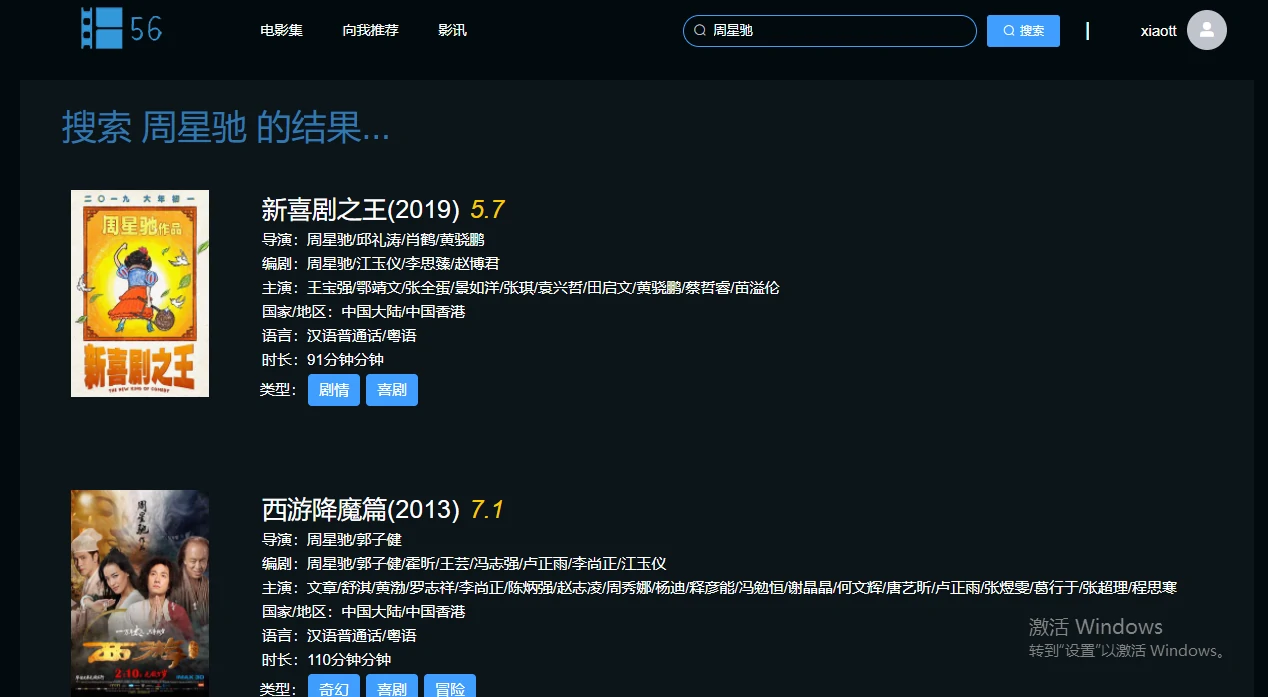 56
电影集 向我推荐 影讯 周星驰 搜索 | xiaott
搜索 周星驰 的结果...
二〇一九 大年初一
周星驰作品
新喜剧之王
THE NEW KING OF COMEDY
新喜剧之王(2019) 5.7
导演：周星驰/邱礼涛/肖鹤/黄骁鹏
编剧：周星驰/江玉仪/李思臻/赵博君
主演：王宝强/鄂靖文/张全蛋/景如洋/张琪/袁兴哲/田启文/黄骁鹏/蔡哲睿/苗溢伦
国家/地区：中国大陆/中国香港
语言：汉语普通话/粤语
时长：91分钟分钟
类型： 剧情 喜剧
周星驰
西游
2:10
IMAX 3D
西游降魔篇(2013) 7.1
导演：周星驰/郭子健
编剧：周星驰/郭子健/霍昕/王芸/冯志强/卢正雨/李尚正/江玉仪
主演：文章/舒淇/黄渤/罗志祥/李尚正/陈炳强/赵志凌/周秀娜/杨迪/释彦能/冯勉恒/谢晶晶/何文辉/唐艺昕/卢正雨/张煜雯/葛行于/张超理/程思寒
国家/地区：中国大陆/中国香港
语言：汉语普通话/粤语
时长：110分钟分钟
类型： 奇幻 喜剧 冒险
激活 Windows
转到"设置"以激活 Windows。